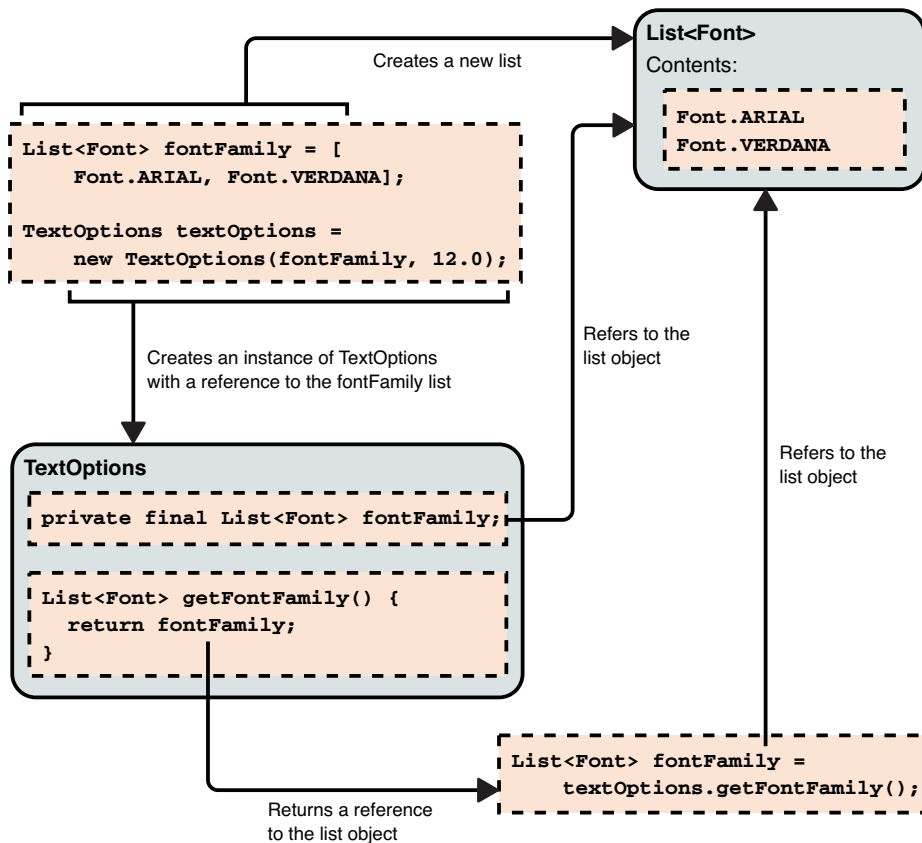 Creates a new list
List<Font>
Contents:
Font.ARIAL
Font.VERDANA
List<Font> fontFamily = [
    Font.ARIAL, Font.VERDANA];
TextOptions textOptions =
    new TextOptions(fontFamily, 12.0);
Creates an instance of TextOptions
with a reference to the fontFamily list
Refers to the
list object
Refers to the
list object
TextOptions
private final List<Font> fontFamily;
List<Font> getFontFamily() {
  return fontFamily;
}
Returns a reference
to the list object
List<Font> fontFamily =
    textOptions.getFontFamily();